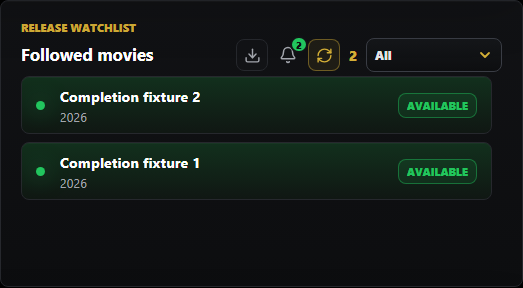 RELEASE WATCHLIST
Followed movies 2 2 All
Completion fixture 2
2026
AVAILABLE
Completion fixture 1
2026
AVAILABLE